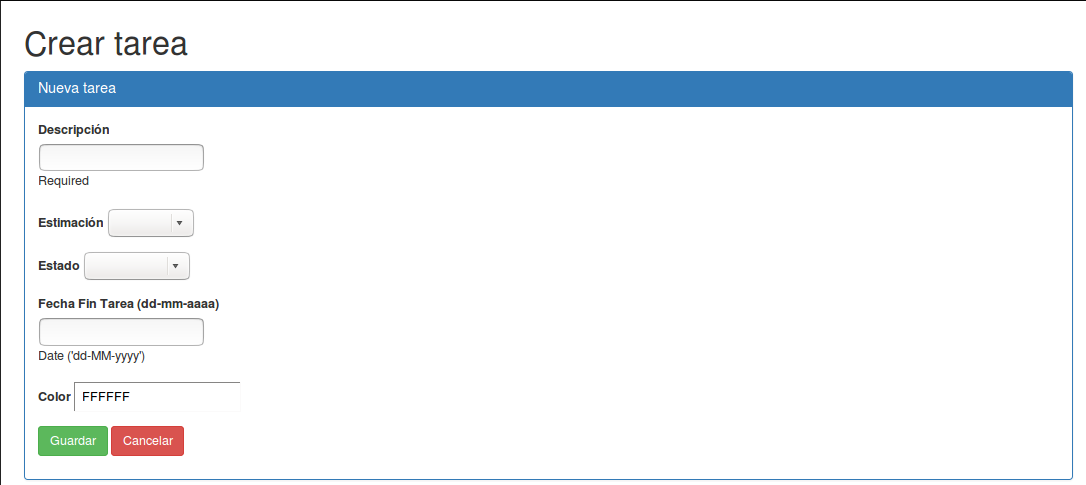 Crear tarea
Nueva tarea
Descripción
Required
Estimación
Estado
Fecha Fin Tarea (dd-mm-aaaa)
Date ('dd-MM-yyyy')
Color FFFFFF
Guardar Cancelar